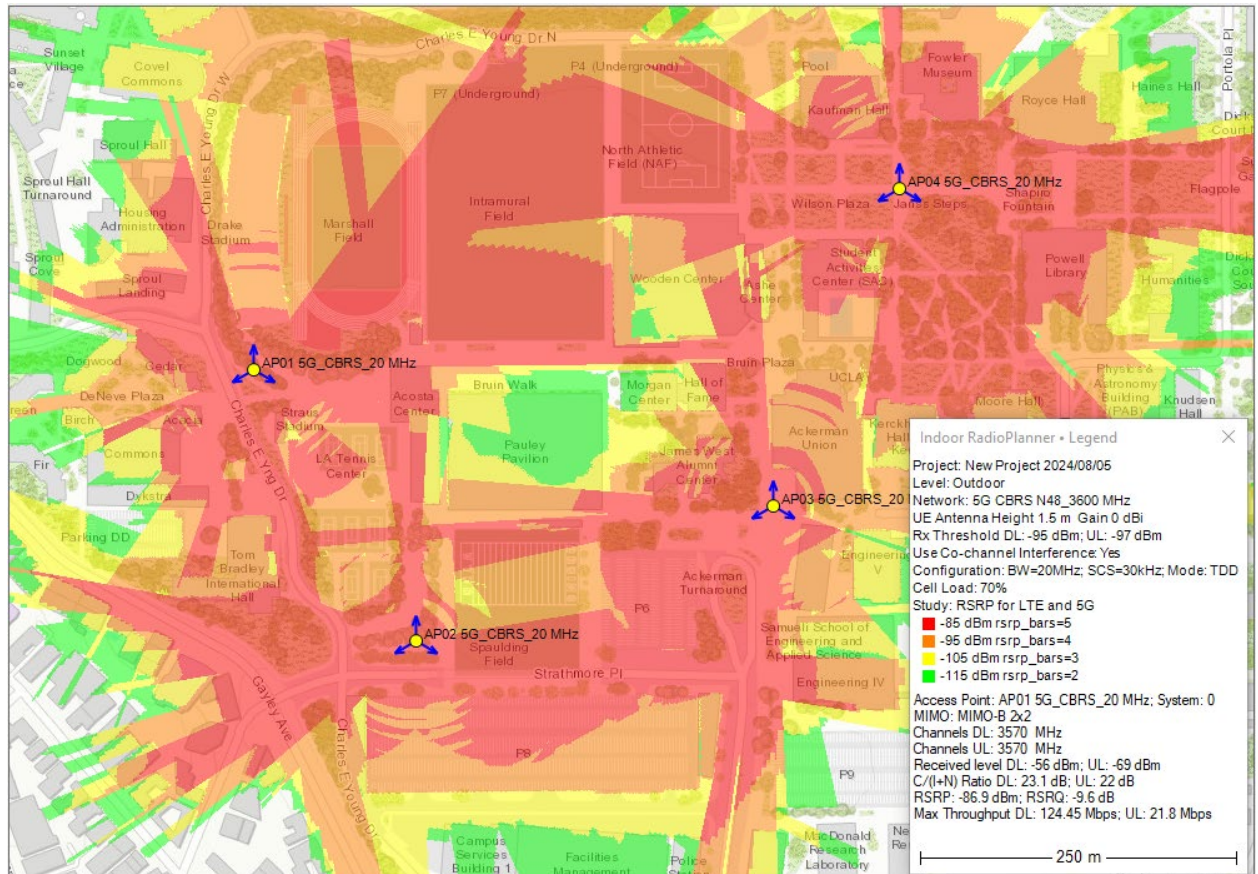 Charles E Young Dr N
Sunset
Village
Covel
Commons
P4 (Underground)
Pool
Fowler
Museum
Portola Pl
Charles E Young Dr W
P7 (Underground)
Kaufman Hall
Royce Hall
Haines Hall
Sproul Hall
North Athletic
Field (NAF)
Sproul Hall
Turnaround
AP04 5G_CBRS_20 MHz
Housing
Administration
Drake
Stadium
Marshall
Field
Intramural
Field
Wilson Plaza
Janss Steps
Shapiro
Fountain
Flagpole
Sproul
Cove
Sproul
Landing
Wooden Center
Ashe
Center
Student
Activities
Center (SAC)
Powell
Library
Humanities
Dogwood
Cedar
AP01 5G_CBRS_20 MHz
Bruin Plaza
DeNeve Plaza
Bruin Walk
Morgan
Center
Hall of
Fame
UCLA
Physics &
Astronomy
Building
(PAB)
Birch
Acacia
Acosta
Center
Moore Hall
Knudsen
Hall
Charles E Yng Dr
Straus
Stadium
Commons
LA Tennis
Center
Pauley
Pavilion
James West
Alumni
Center
Ackerman
Union
Fir
Dykstra
AP03 5G_CBRS_20
Parking DD
Tom
Bradley
International
Hall
Engineering
V
Ackerman
Turnaround
P6
AP02 5G_CBRS_20 MHz
Spaulding
Field
Samueli School of
Engineering and
Applied Science
Strathmore Pl
Engineering IV
Gayley Ave
Charles E Young Dr
P8
P9
Campus
Services
Building 1
Facilities
Management
Police
MacDonald
Research
Laboratory
Indoor RadioPlanner • Legend
Project: New Project 2024/08/05
Level: Outdoor
Network: 5G CBRS N48_3600 MHz
UE Antenna Height 1.5 m Gain 0 dBi
Rx Threshold DL: -95 dBm; UL: -97 dBm
Use Co-channel Interference: Yes
Configuration: BW=20MHz; SCS=30kHz; Mode: TDD
Cell Load: 70%
Study: RSRP for LTE and 5G
-85 dBm rsrp_bars=5
-95 dBm rsrp_bars=4
-105 dBm rsrp_bars=3
-115 dBm rsrp_bars=2
Access Point: AP01 5G_CBRS_20 MHz; System: 0
MIMO: MIMO-B 2x2
Channels DL: 3570 MHz
Channels UL: 3570 MHz
Received level DL: -56 dBm; UL: -69 dBm
C/(I+N) Ratio DL: 23.1 dB; UL: 22 dB
RSRP: -86.9 dBm; RSRQ: -9.6 dB
Max Throughput DL: 124.45 Mbps; UL: 21.8 Mbps
250 m